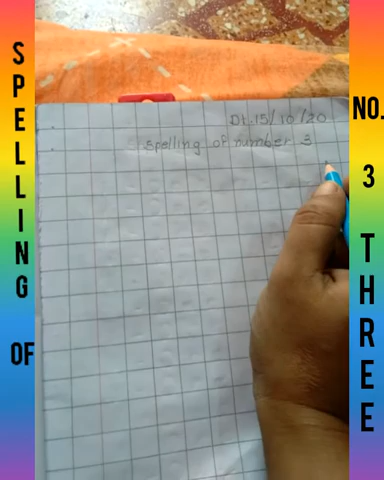 SPELLING OF
Dt.15/10/20
spelling of number 3
NO. 3 THREE